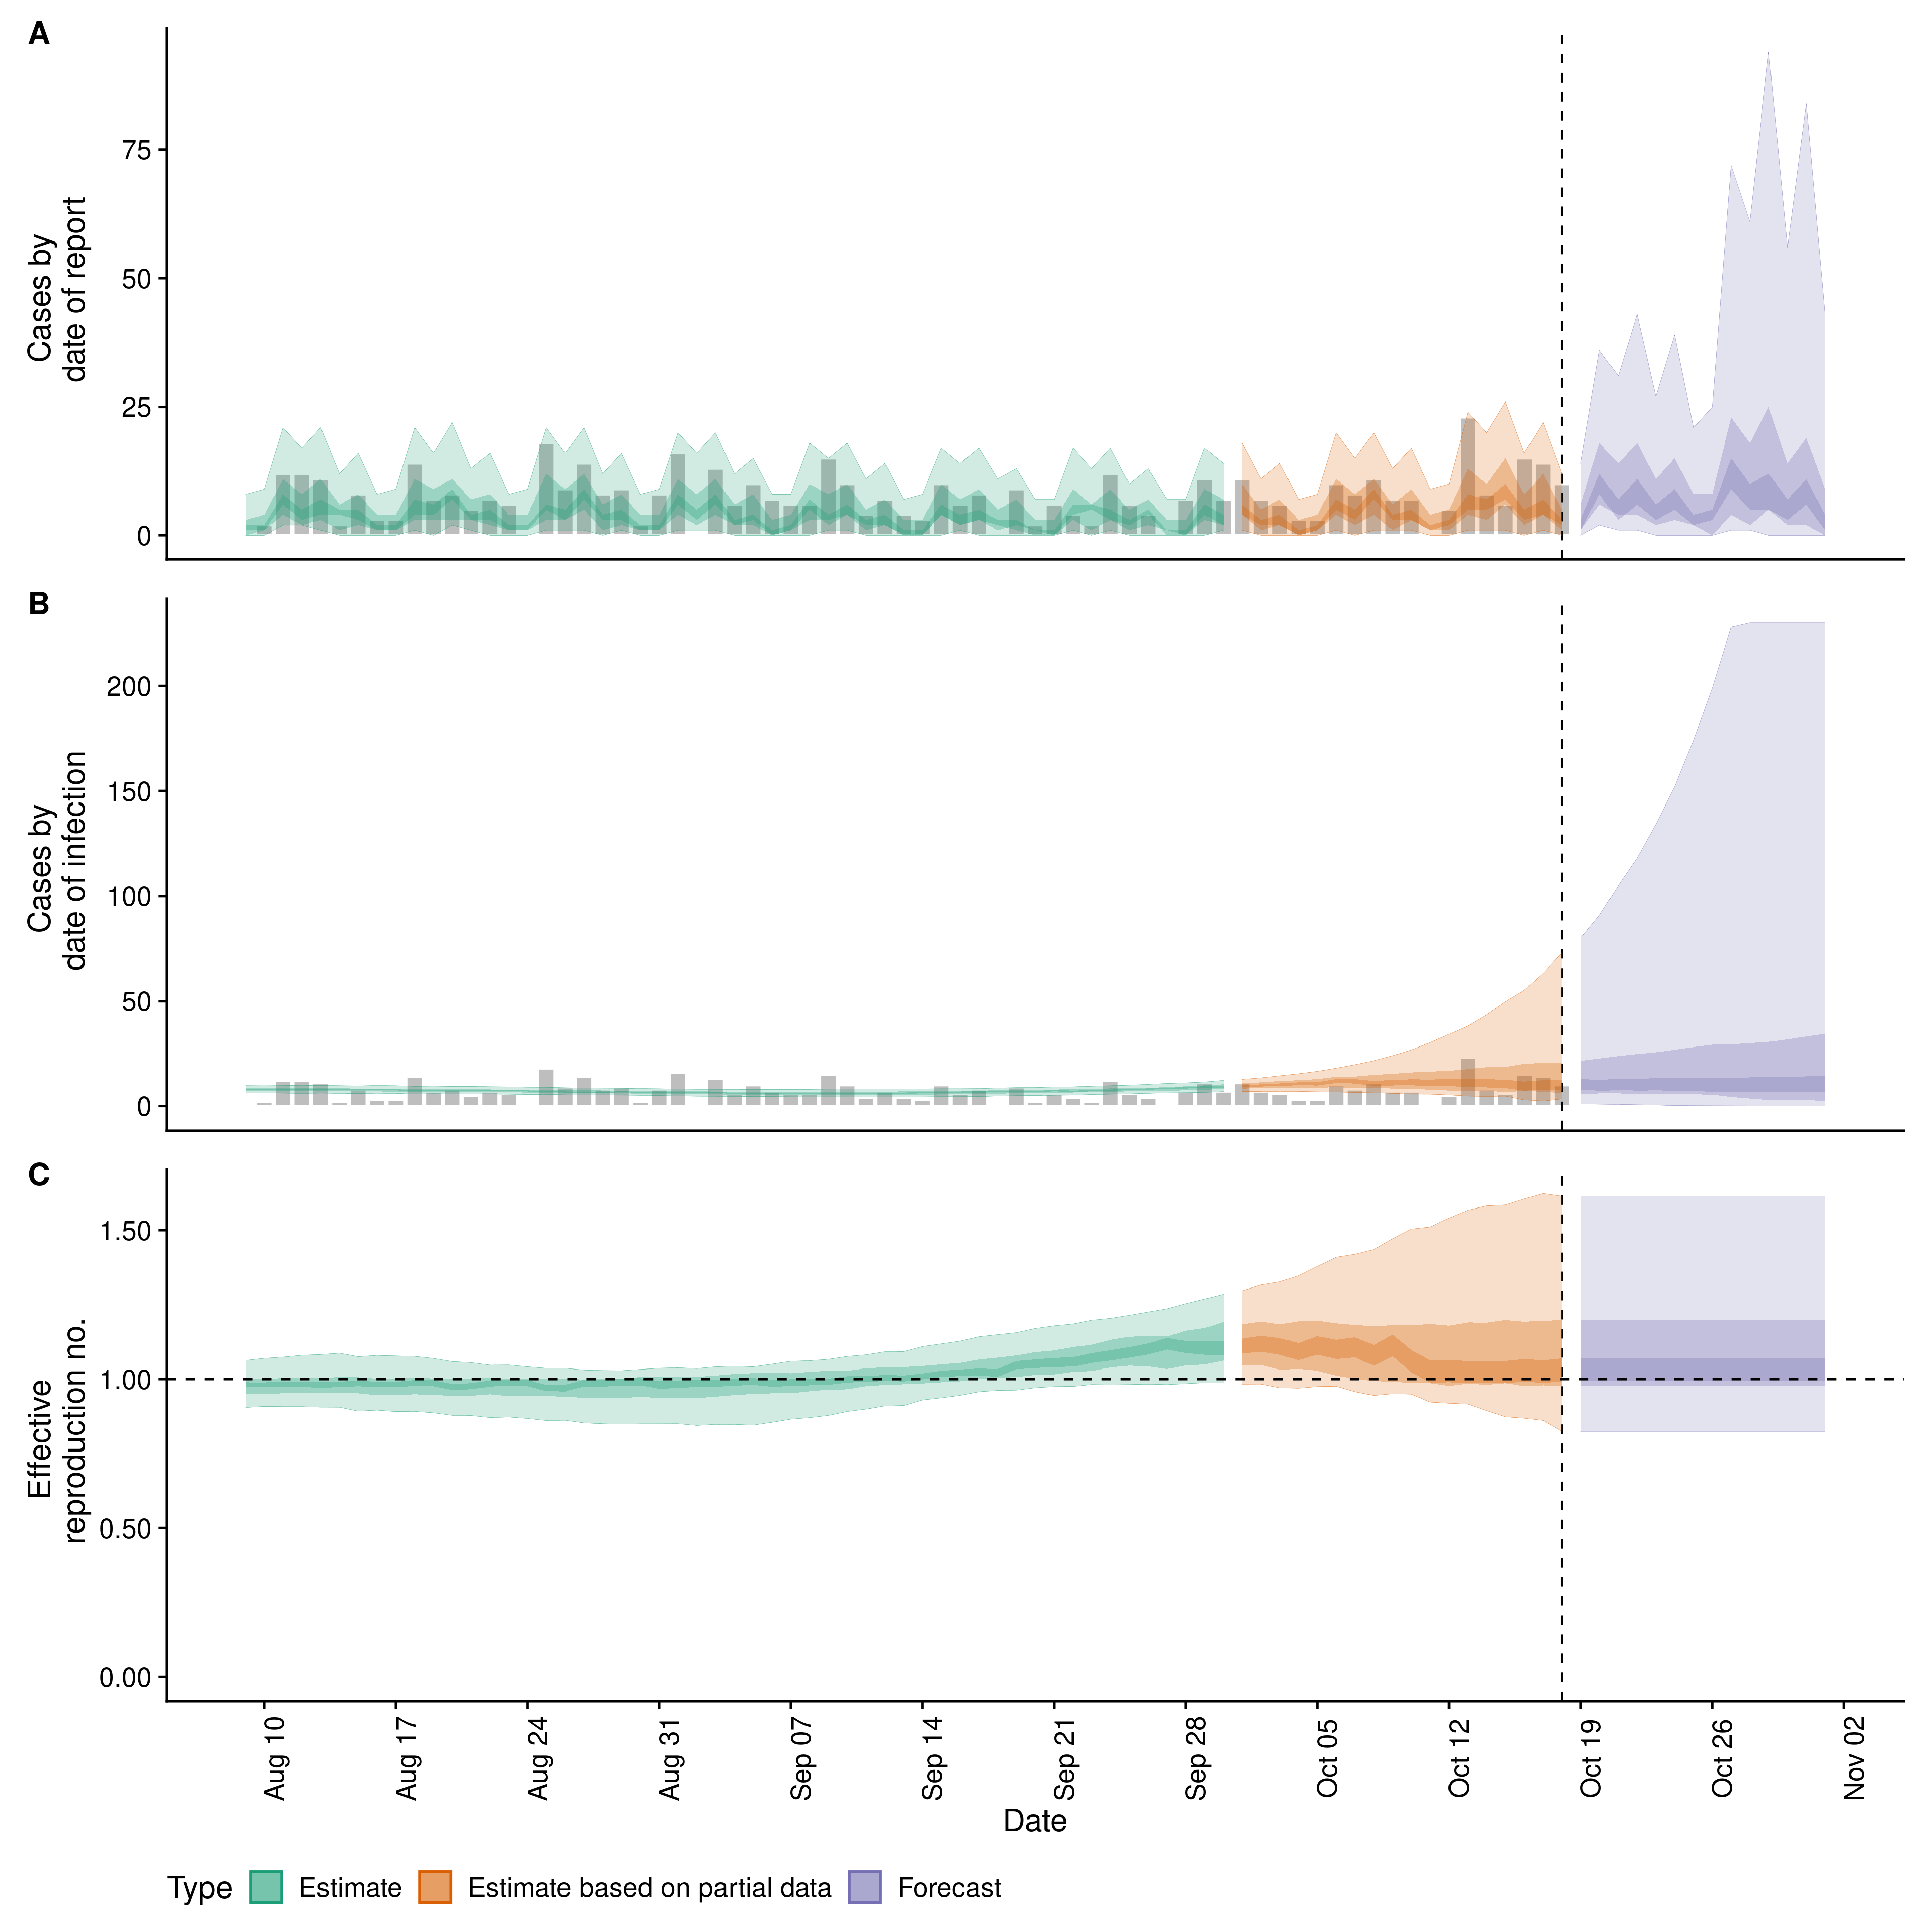 A
Cases by
date of report
75
50
25
0
B
Cases by
date of infection
200
150
100
50
0
C
Effective
reproduction no.
1.50
1.00
0.50
0.00
Aug 10
Aug 17
Aug 24
Aug 31
Sep 07
Sep 14
Sep 21
Sep 28
Oct 05
Oct 12
Oct 19
Oct 26
Nov 02
Date
Type Estimate Estimate based on partial data Forecast